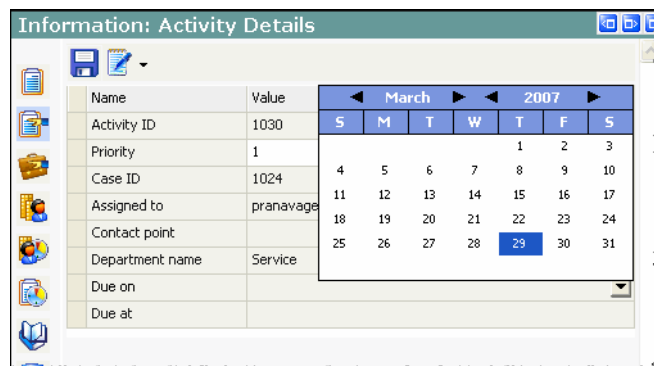 Information: Activity Details
Name Value
Activity ID 1030
Priority 1
Case ID 1024
Assigned to pranavage
Contact point
Department name Service
Due on
Due at
March 2007
S M T W T F S
1 2 3
4 5 6 7 8 9 10
11 12 13 14 15 16 17
18 19 20 21 22 23 24
25 26 27 28 29 30 31